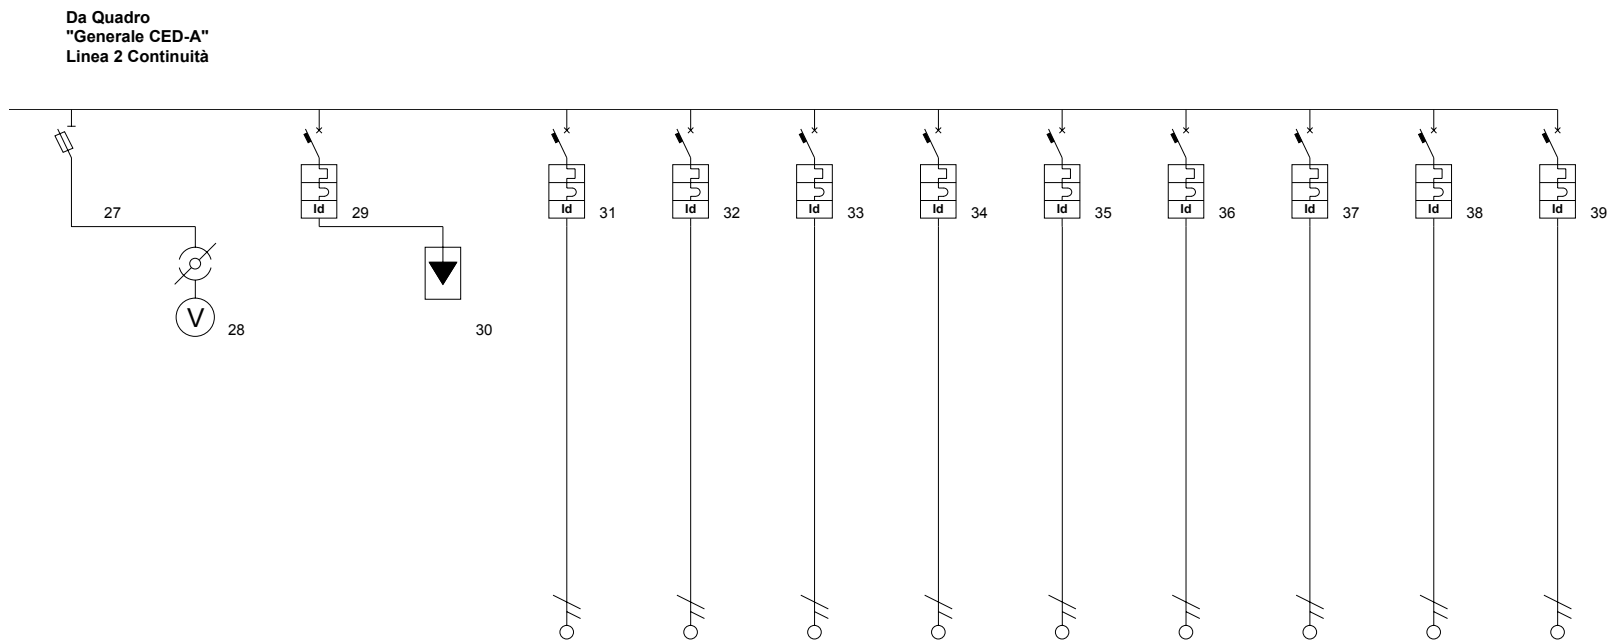 Da Quadro
"Generale CED-A"
Linea 2 Continuità
Id Id Id Id Id Id Id Id Id Id
27 29 31 32 33 34 35 36 37 38 39
V
28 30